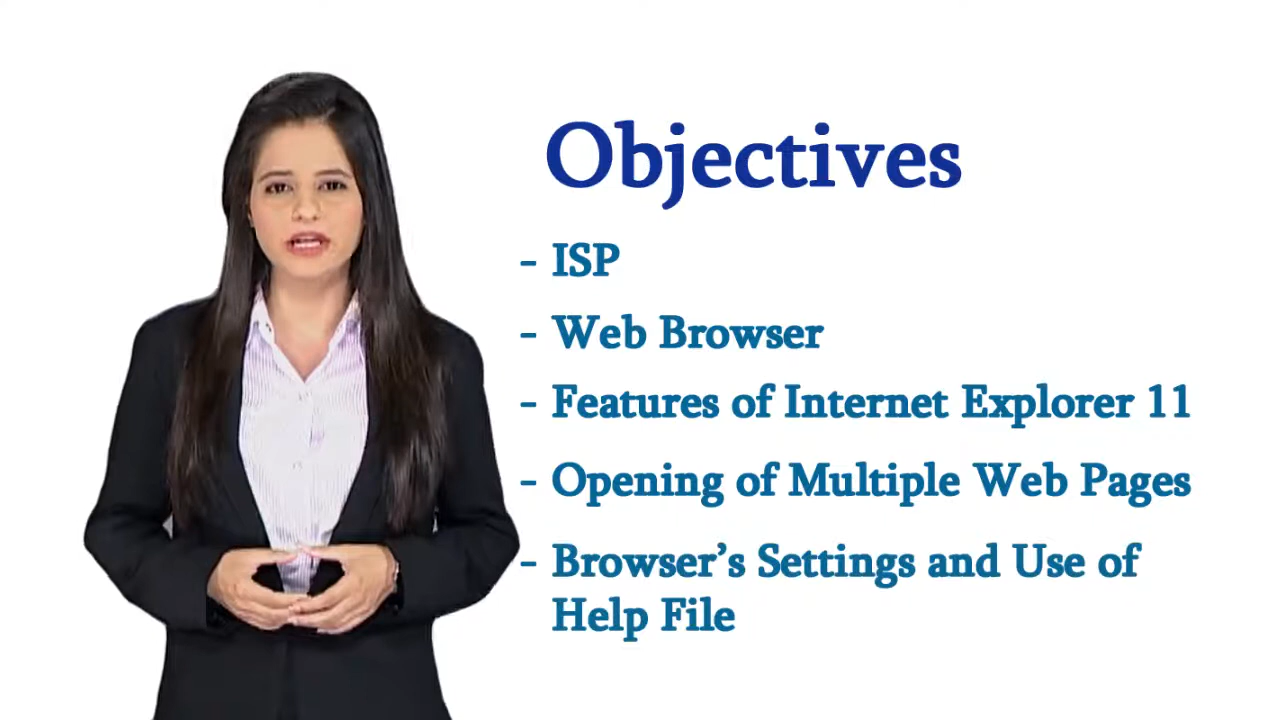 Objectives
- ISP
- Web Browser
- Features of Internet Explorer 11
- Opening of Multiple Web Pages
- Browser’s Settings and Use of
Help File